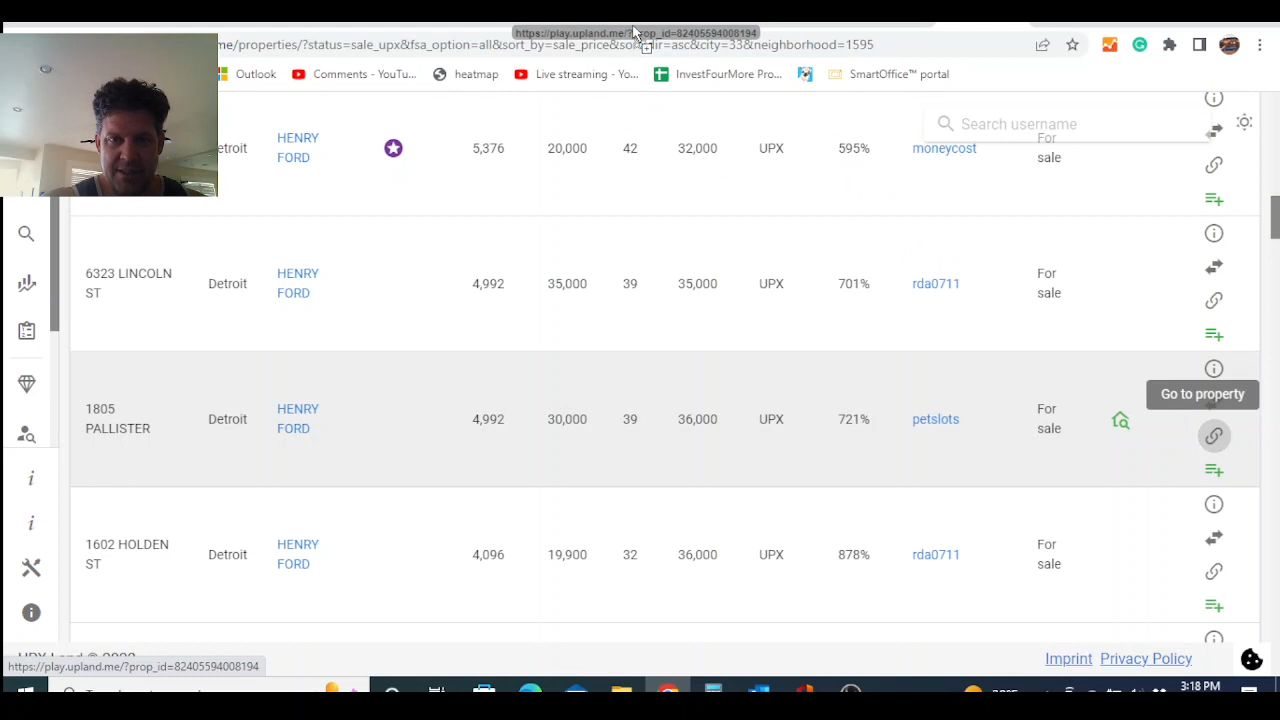 https://play.upland.me/?prop_id=82405594008194
me/properties/?status=sale_upx&fsa_option=all&sort_by=sale_price&so dir=asc&city=33&neighborhood=1595
Outlook Comments - YouT... heatmap Live streaming - Yo... InvestFourMore Pro... SmartOffice™ portal
Search username
etroit HENRY FORD 5,376 20,000 42 32,000 UPX 595% moneycost For sale
6323 LINCOLN ST Detroit HENRY FORD 4,992 35,000 39 35,000 UPX 701% rda0711 For sale
Go to property
1805 PALLISTER Detroit HENRY FORD 4,992 30,000 39 36,000 UPX 721% petslots For sale
1602 HOLDEN ST Detroit HENRY FORD 4,096 19,900 32 36,000 UPX 878% rda0711 For sale
Imprint Privacy Policy
https://play.upland.me/?prop_id=82405594008194
3:18 PM